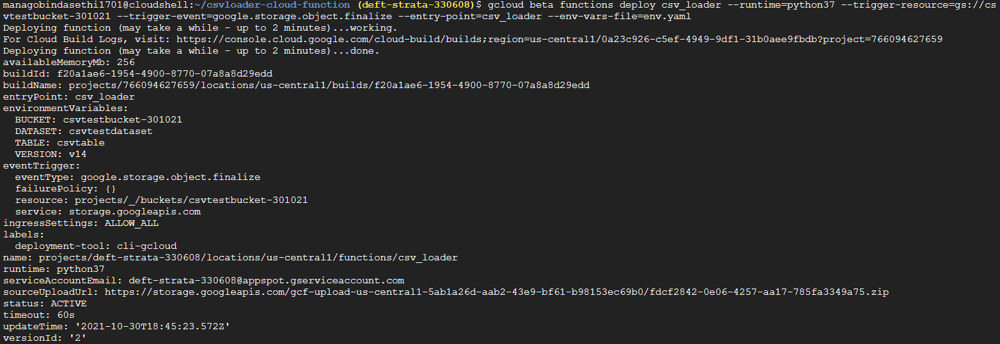 managobindasethi1701@cloudshell:~/csvloader-cloud-function (deft-strata-330608)$ gcloud beta functions deploy csv_loader --runtime=python37 --trigger-resource=gs://cs
vtestbucket-301021 --trigger-event=google.storage.object.finalize --entry-point=csv_loader --env-vars-file=env.yaml
Deploying function (may take a while - up to 2 minutes)...working.
For Cloud Build Logs, visit: https://console.cloud.google.com/cloud-build/builds;region=us-central1/0a23c926-c5ef-4949-9df1-31b0aee9fbdb?project=766094627659
Deploying function (may take a while - up to 2 minutes)...done.
availableMemoryMb: 256
buildId: f20a1ae6-1954-4900-8770-07a8a8d29edd
buildName: projects/766094627659/locations/us-central1/builds/f20a1ae6-1954-4900-8770-07a8a8d29edd
entryPoint: csv_loader
environmentVariables:
  BUCKET: csvtestbucket-301021
  DATASET: csvtestdataset
  TABLE: csvtable
  VERSION: v14
eventTrigger:
  eventType: google.storage.object.finalize
  failurePolicy: {}
  resource: projects/_/buckets/csvtestbucket-301021
  service: storage.googleapis.com
ingressSettings: ALLOW_ALL
labels:
  deployment-tool: cli-gcloud
name: projects/deft-strata-330608/locations/us-central1/functions/csv_loader
runtime: python37
serviceAccountEmail: deft-strata-330608@appspot.gserviceaccount.com
sourceUploadUrl: https://storage.googleapis.com/gcf-upload-us-central1-5ab1a26d-aab2-43e9-bf61-b98153ec69b0/fdcf2842-0e06-4257-aa17-785fa3349a75.zip
status: ACTIVE
timeout: 60s
updateTime: '2021-10-30T18:45:23.572Z'
versionId: '2'